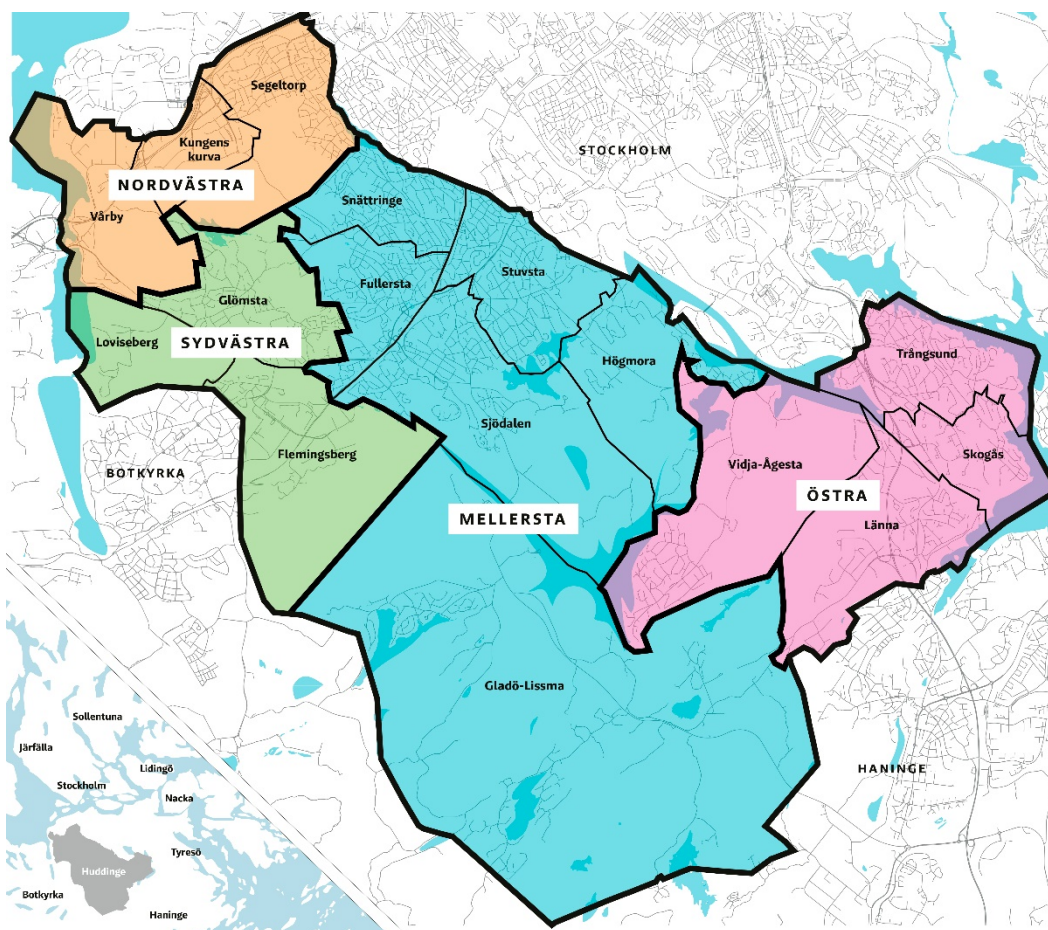 Segeltorp
Kungens
kurva
STOCKHOLM
NORDVÄSTRA
Snättringe
Vårby
Stuvsta
Fullersta
Glömsta
Loviseberg
SYDVÄSTRA
Högmora
Trångsund
Sjödalen
Flemingsberg
Skogås
Vidja-Ågesta
BOTKYRKA
ÖSTRA
MELLERSTA
Länna
Gladö-Lissma
HANINGE
Sollentuna
Järfälla
Lidingö
Stockholm
Nacka
Tyresö
Huddinge
Botkyrka
Haninge